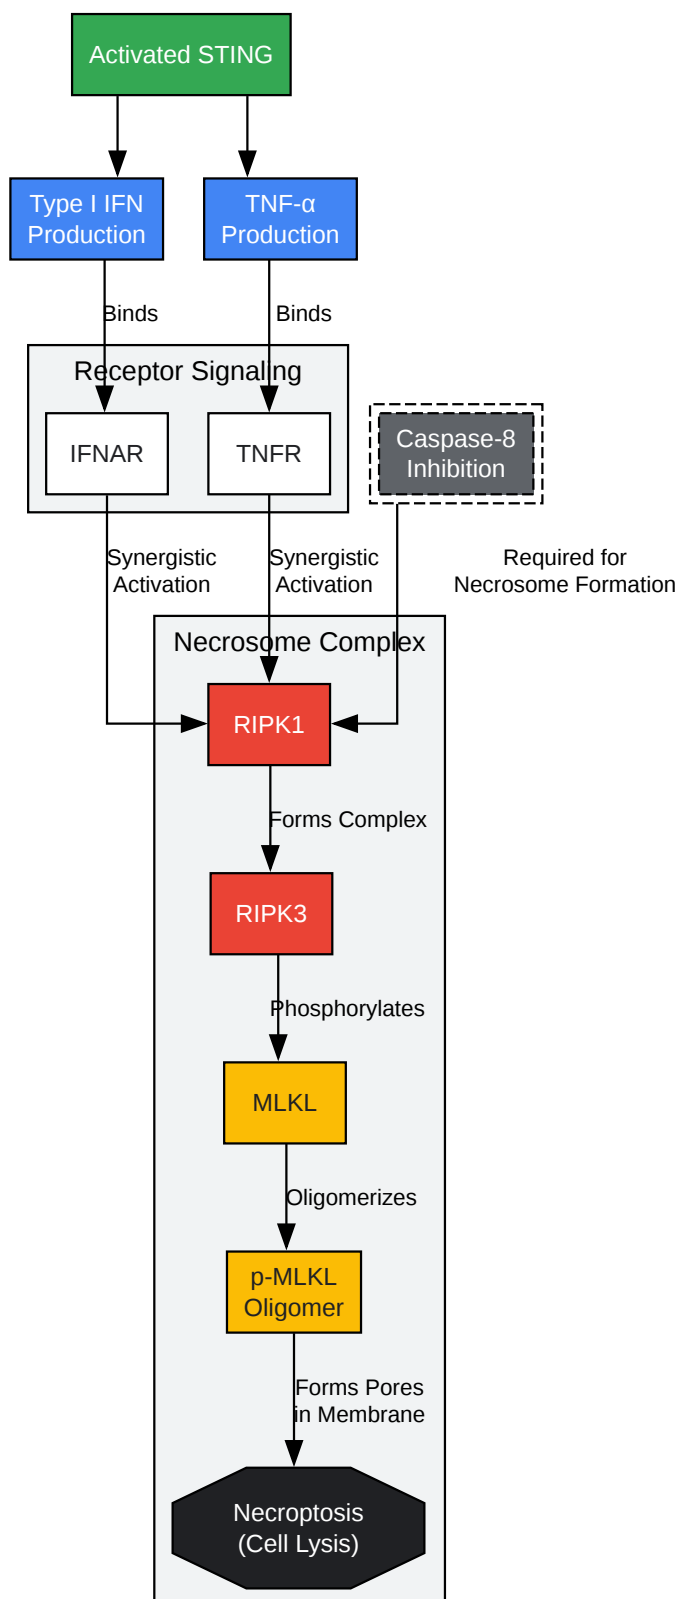 Activated STING
Type I IFN
Production
TNF-α
Production
Binds
Binds
Receptor Signaling
IFNAR
TNFR
Caspase-8
Inhibition
Synergistic
Activation
Synergistic
Activation
Required for
Necrosome Formation
Necrosome Complex
RIPK1
Forms Complex
RIPK3
Phosphorylates
MLKL
Oligomerizes
p-MLKL
Oligomer
Forms Pores
in Membrane
Necroptosis
(Cell Lysis)